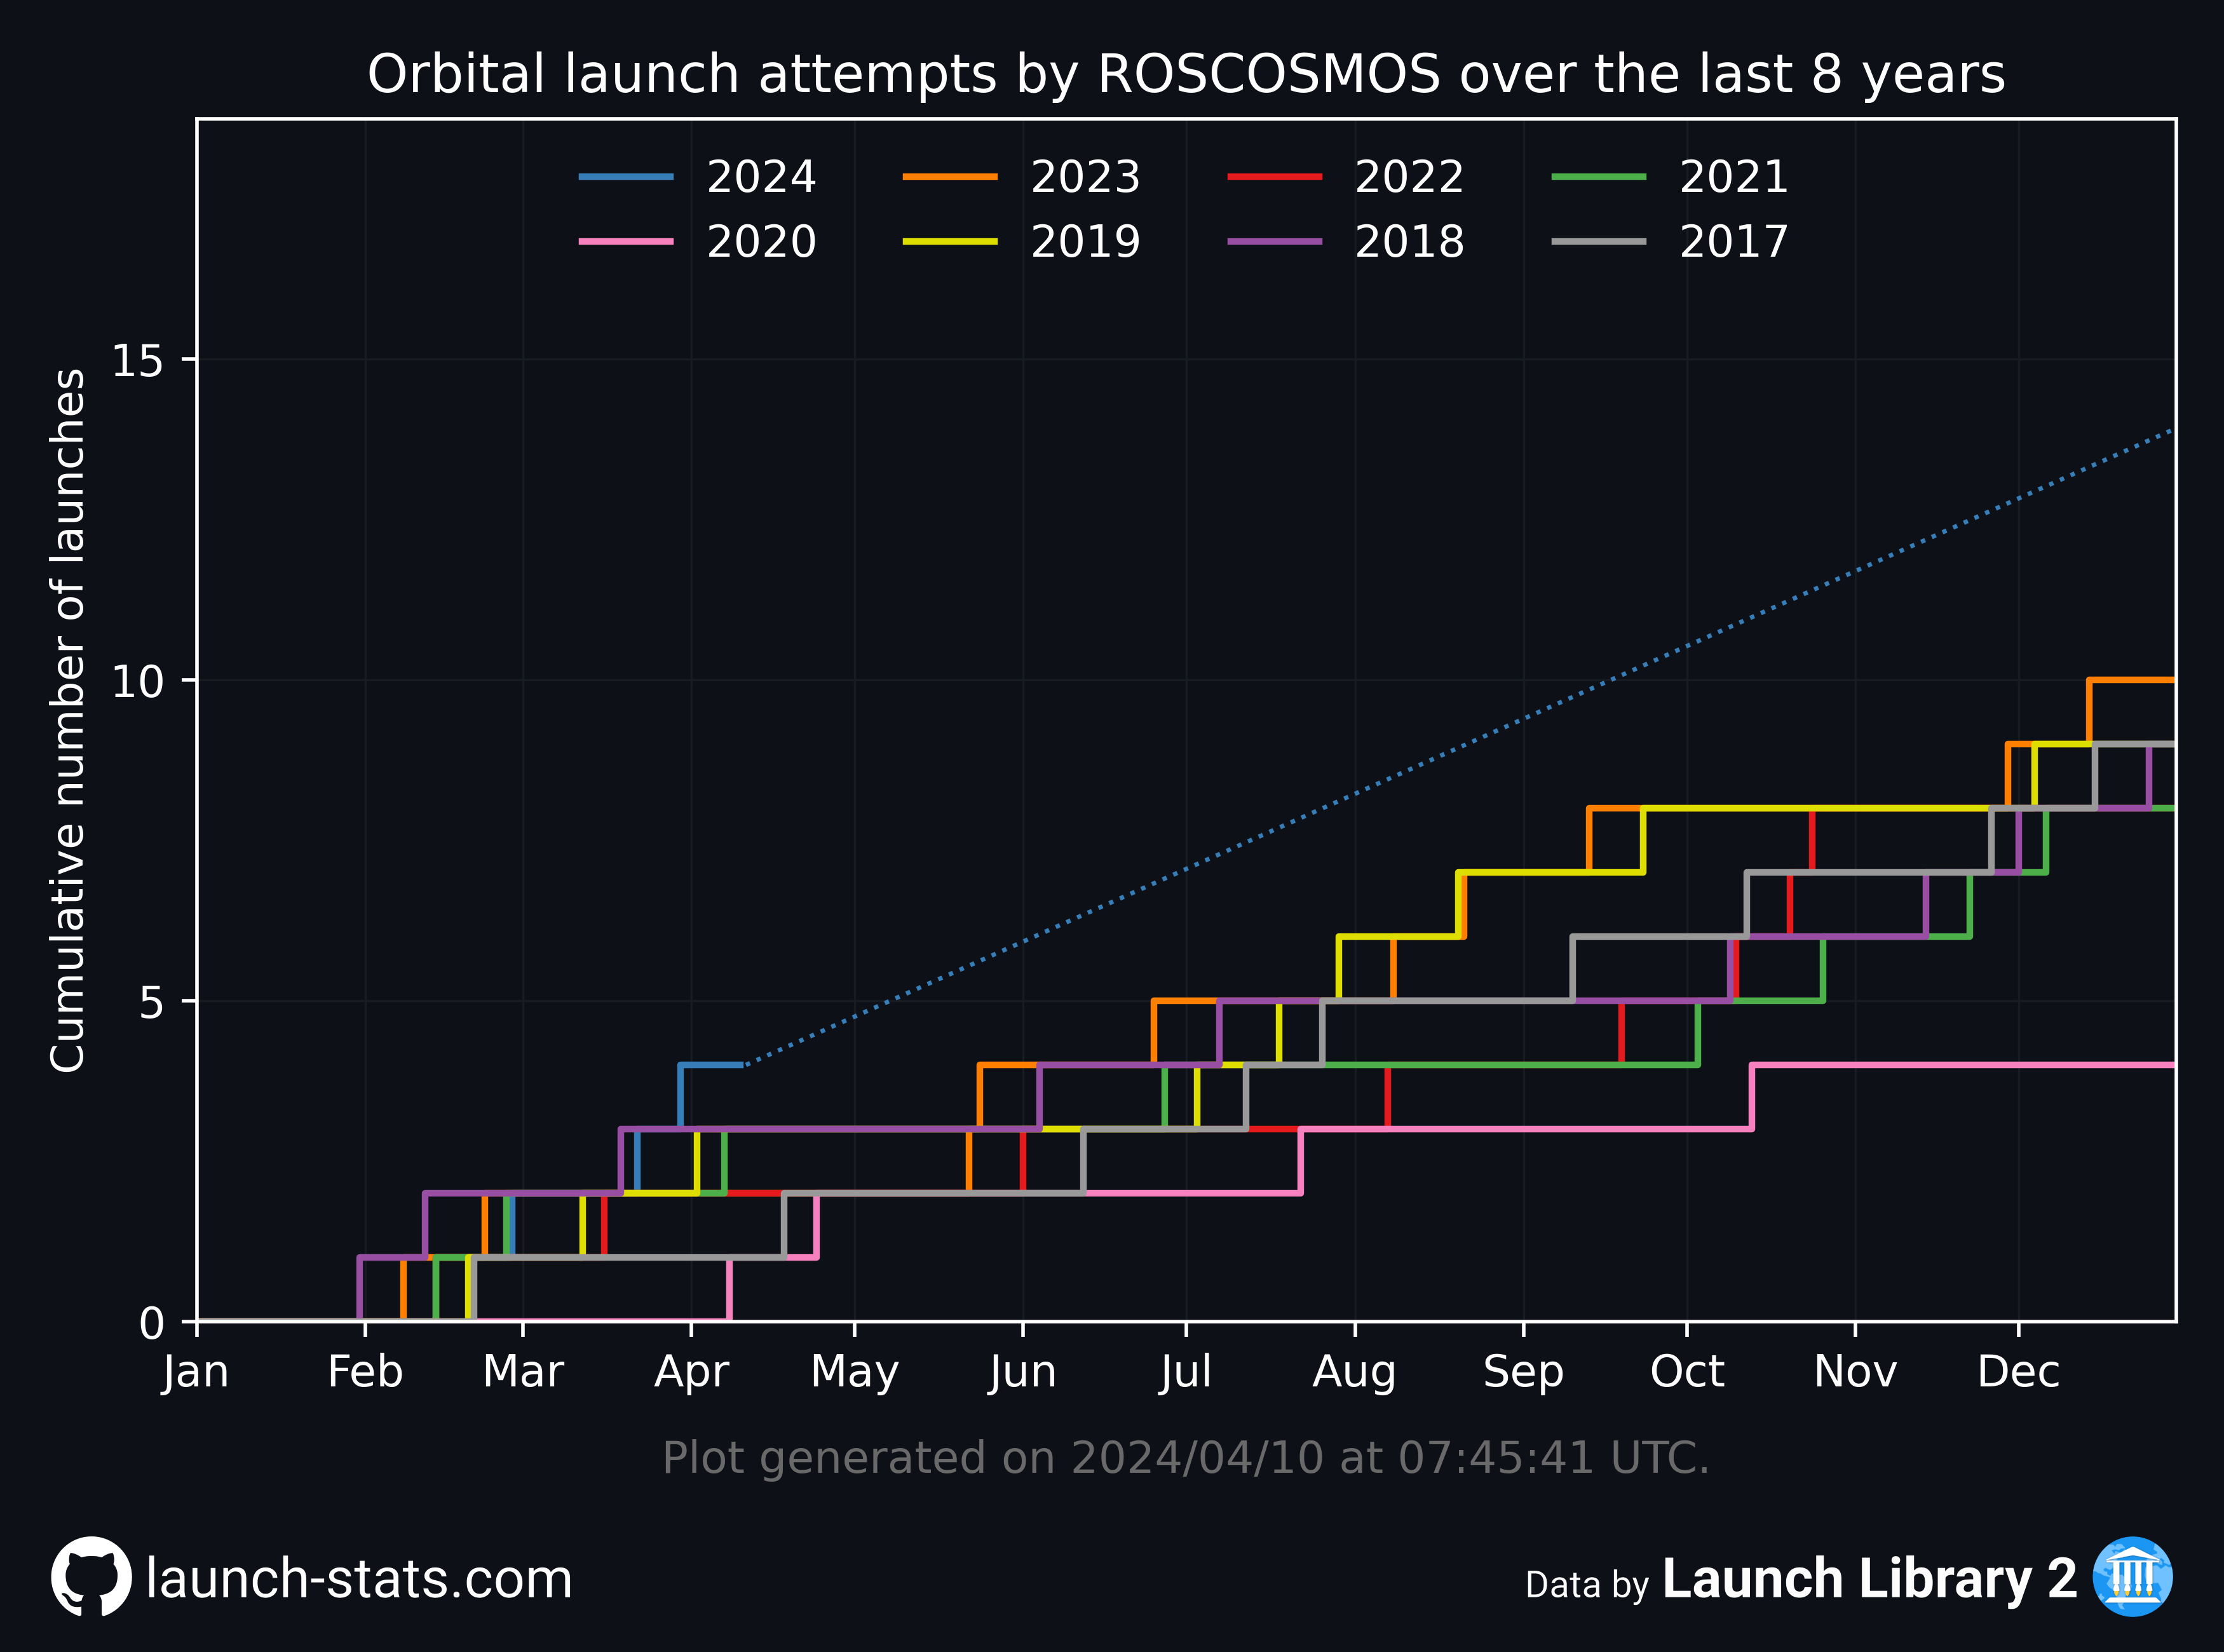 Orbital launch attempts by ROSCOSMOS over the last 8 years
2024 2023 2022 2021
2020 2019 2018 2017
Cumulative number of launches
15
10
5
0
Jan Feb Mar Apr May Jun Jul Aug Sep Oct Nov Dec
Plot generated on 2024/04/10 at 07:45:41 UTC.
launch-stats.com
Data by Launch Library 2